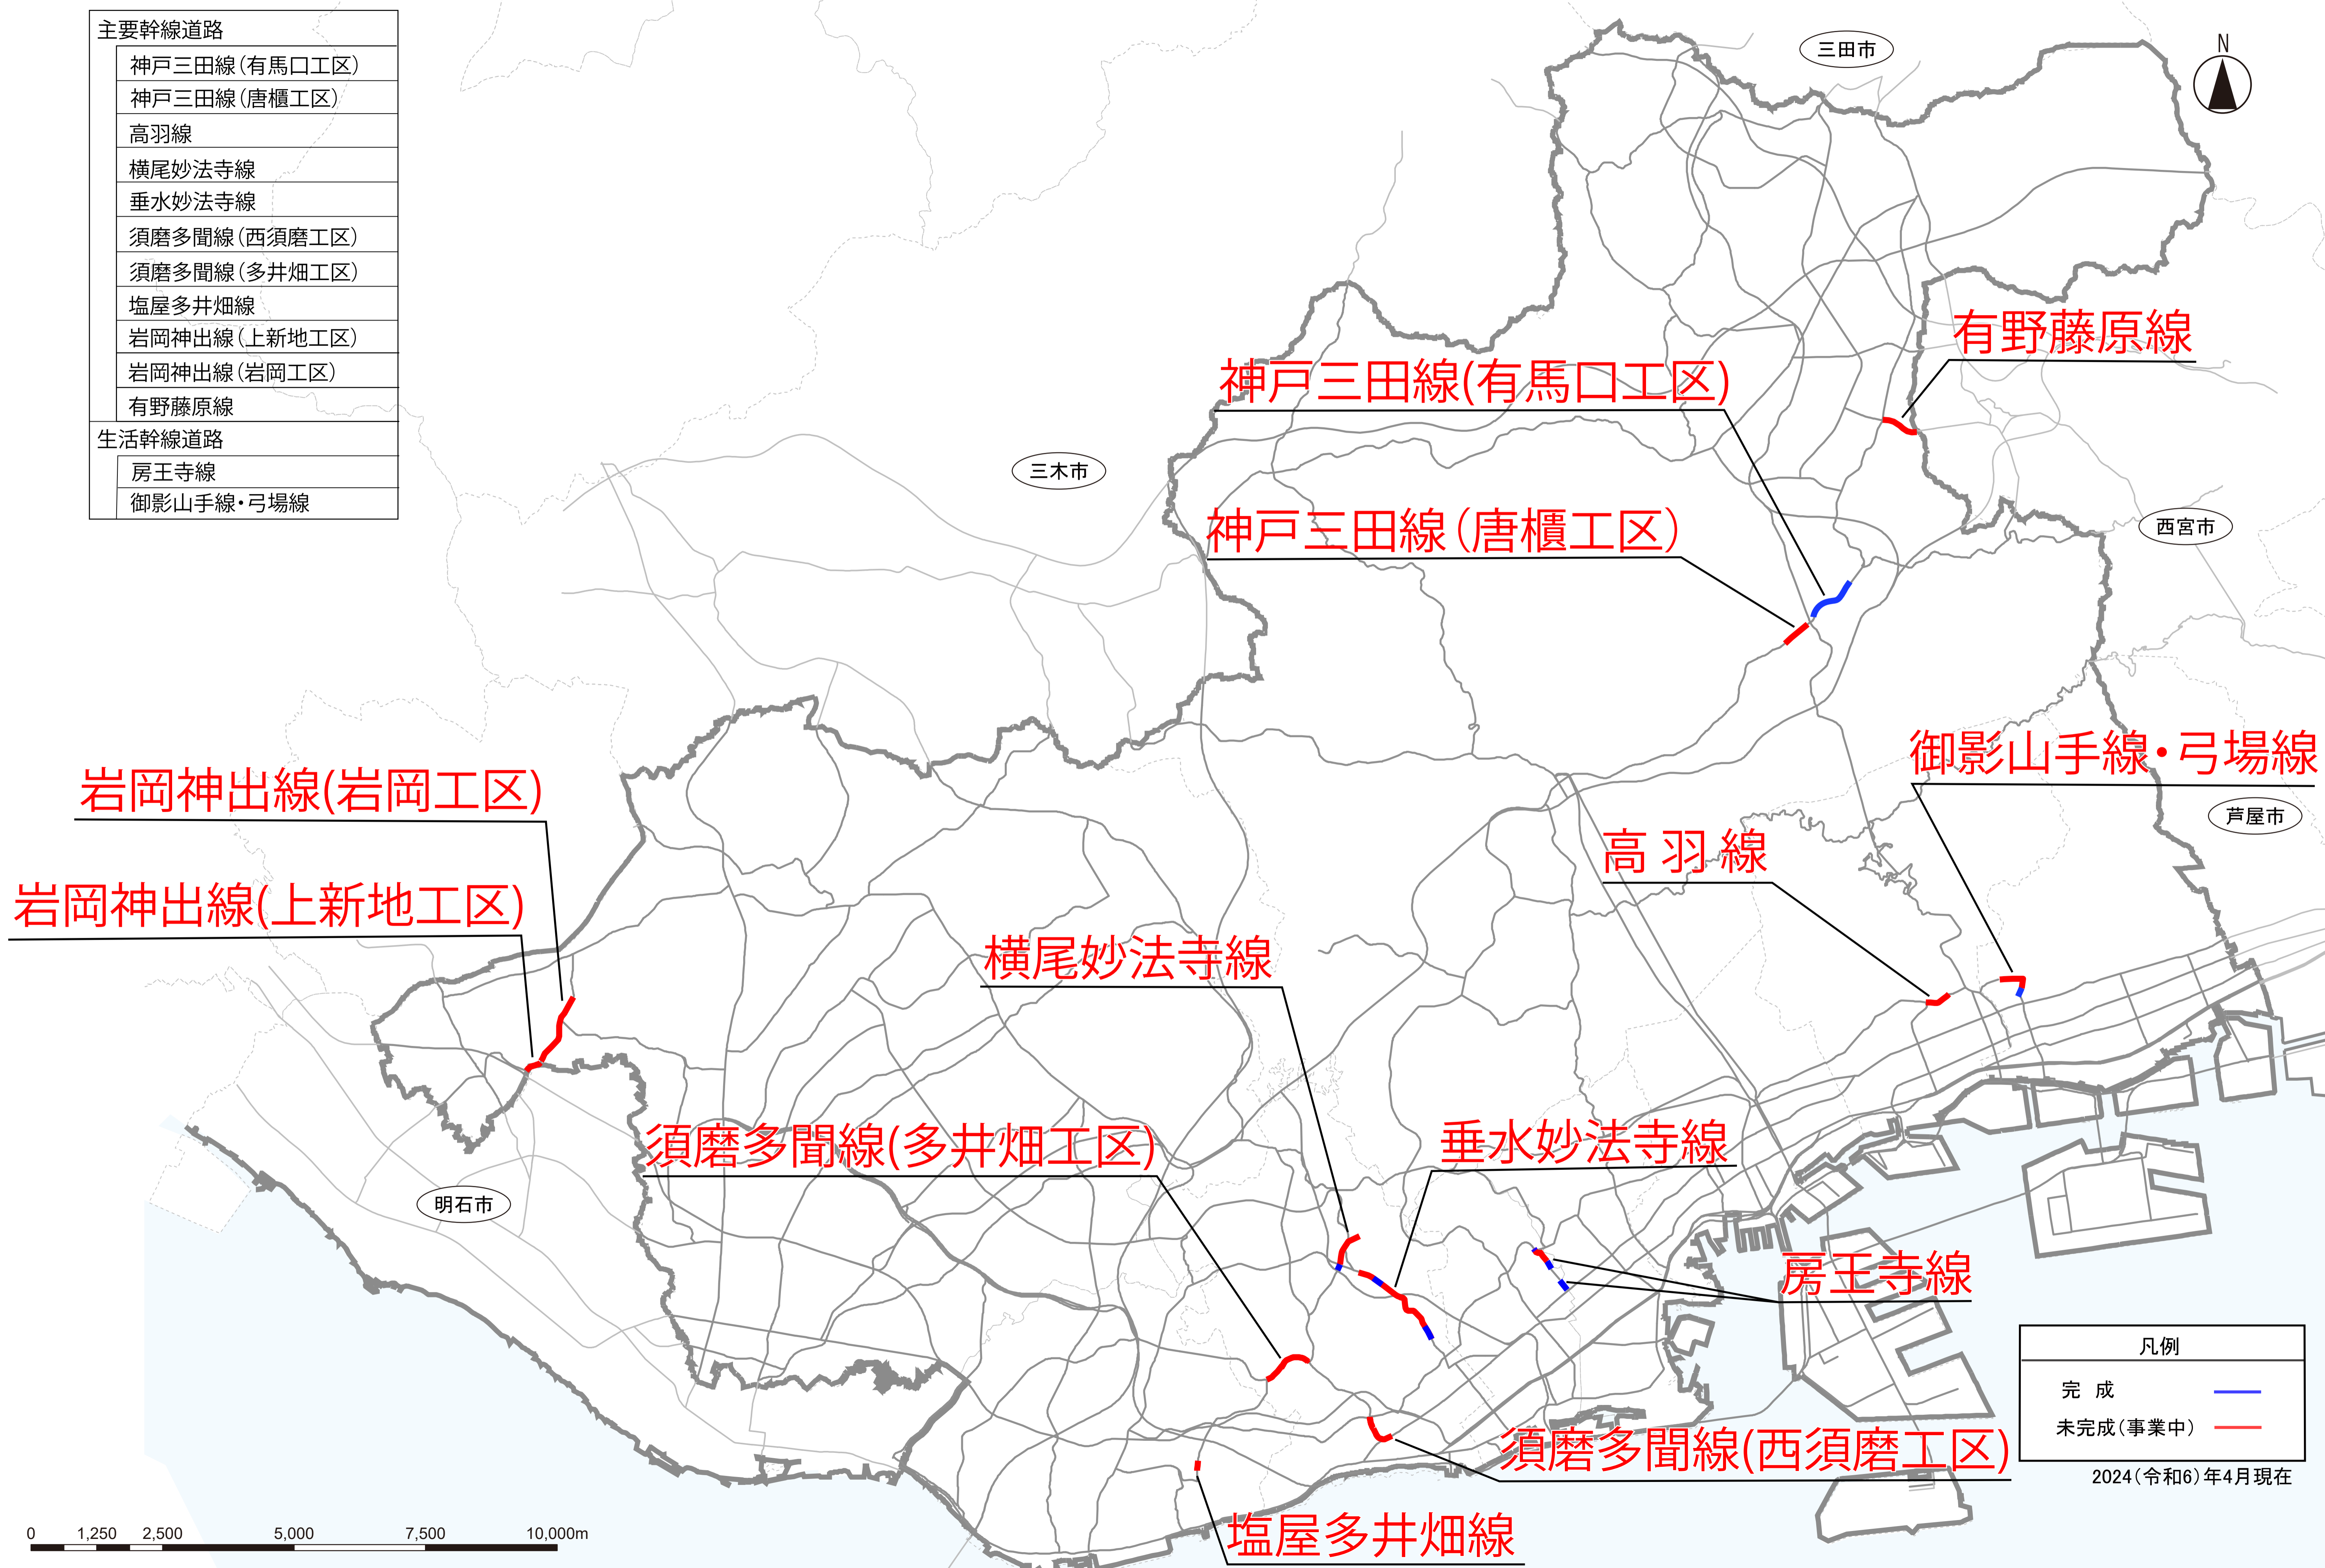 主要幹線道路
神戸三田線(有馬口工区)
神戸三田線(唐櫃工区)
高羽線
横尾妙法寺線
垂水妙法寺線
須磨多聞線(西須磨工区)
須磨多聞線(多井畑工区)
塩屋多井畑線
岩岡神出線(上新地工区)
岩岡神出線(岩岡工区)
有野藤原線
生活幹線道路
房王寺線
御影山手線・弓場線
三田市
N
有野藤原線
神戸三田線(有馬口工区)
三木市
西宮市
神戸三田線(唐櫃工区)
御影山手線・弓場線
岩岡神出線(岩岡工区)
芦屋市
高羽線
岩岡神出線(上新地工区)
横尾妙法寺線
須磨多聞線(多井畑工区)
垂水妙法寺線
明石市
房王寺線
凡例
完 成
未完成(事業中)
須磨多聞線(西須磨工区)
2024(令和6)年4月現在
塩屋多井畑線
0 1,250 2,500 5,000 7,500 10,000m